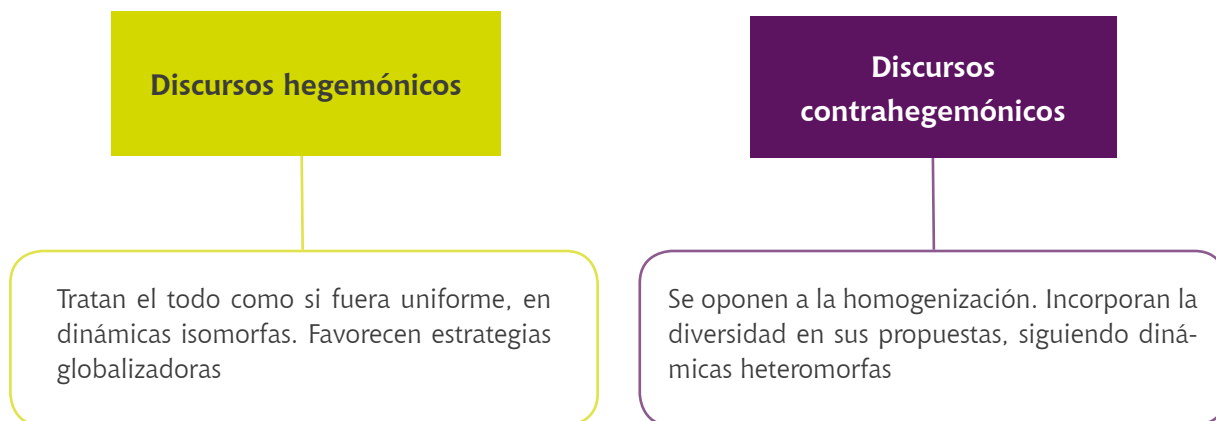 Discursos hegemónicos
Discursos
contrahegemónicos
Tratan el todo como si fuera uniforme, en
dinámicas isomorfas. Favorecen estrategias
globalizadoras
Se oponen a la homogenización. Incorporan la
diversidad en sus propuestas, siguiendo diná-
micas heteromorfas